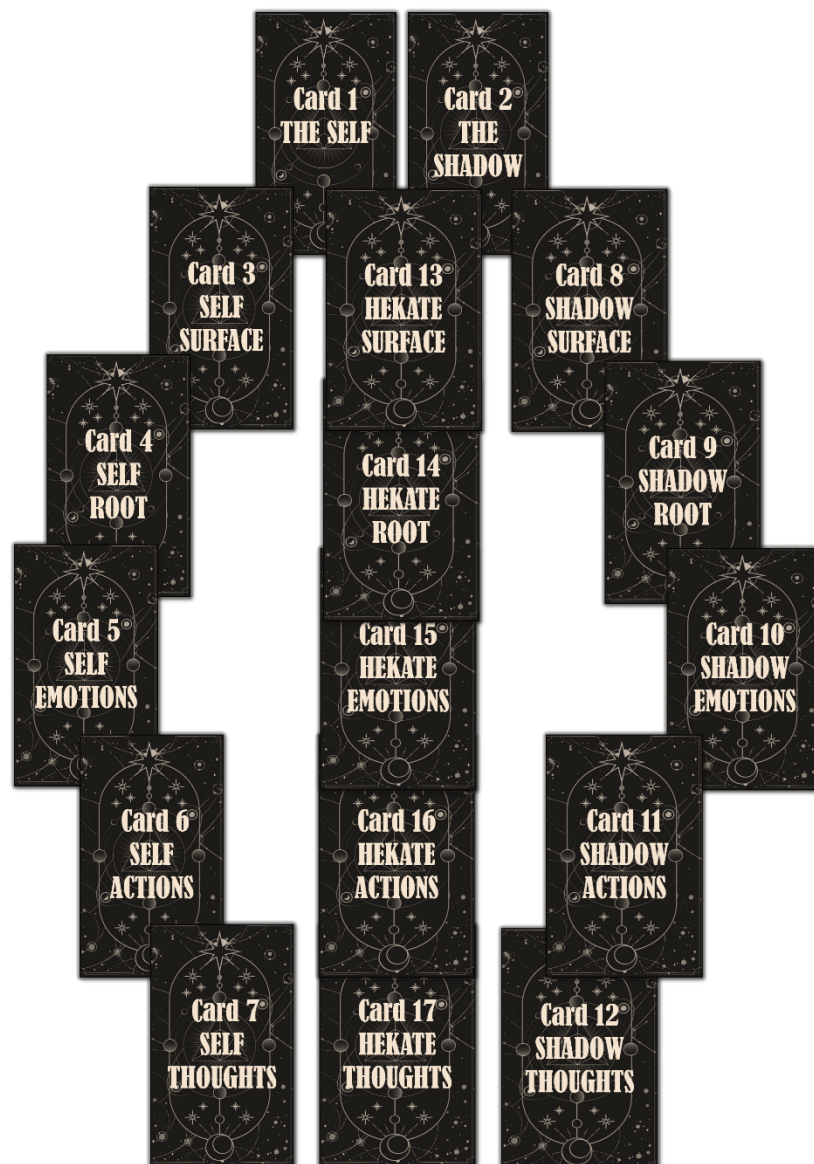 Card 1
THE SELF
Card 2
THE
SHADOW
Card 3
SELF
SURFACE
Card 13
HEKATE
SURFACE
Card 8
SHADOW
SURFACE
Card 4
SELF
ROOT
Card 14
HEKATE
ROOT
Card 9
SHADOW
ROOT
Card 5
SELF
EMOTIONS
Card 15
HEKATE
EMOTIONS
Card 10
SHADOW
EMOTIONS
Card 6
SELF
ACTIONS
Card 16
HEKATE
ACTIONS
Card 11
SHADOW
ACTIONS
Card 7
SELF
THOUGHTS
Card 17
HEKATE
THOUGHTS
Card 12
SHADOW
THOUGHTS